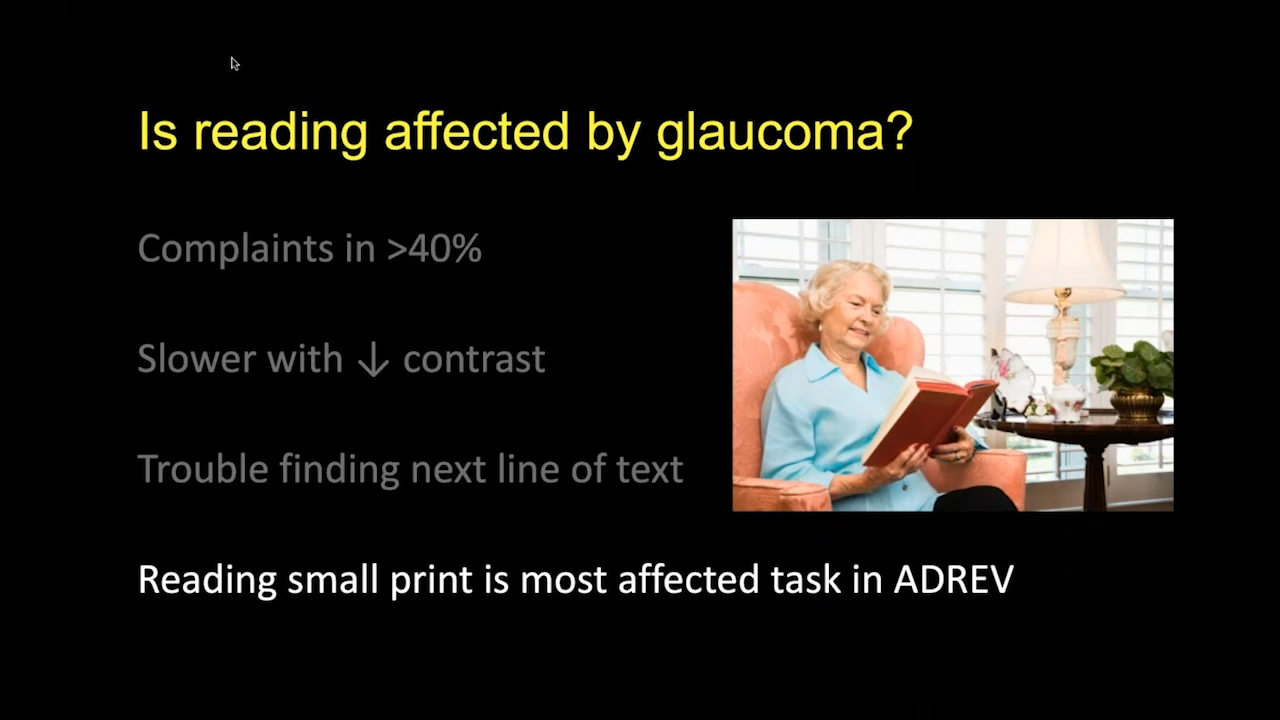 Is reading affected by glaucoma?
Complaints in >40%
Slower with ↓ contrast
Trouble finding next line of text
Reading small print is most affected task in ADREV